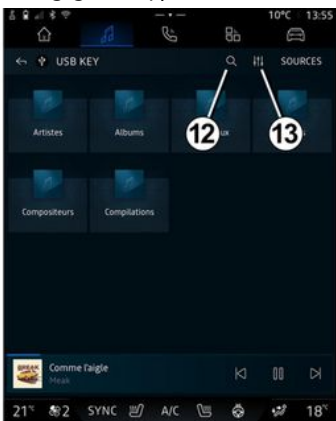 10°C 13:55
USB KEY SOURCES
12 13
Artistes Albums
Compositeurs Compilations
BREAK
Comme l'aigle
Meak
21°C 2 SYNC A/C 18°C